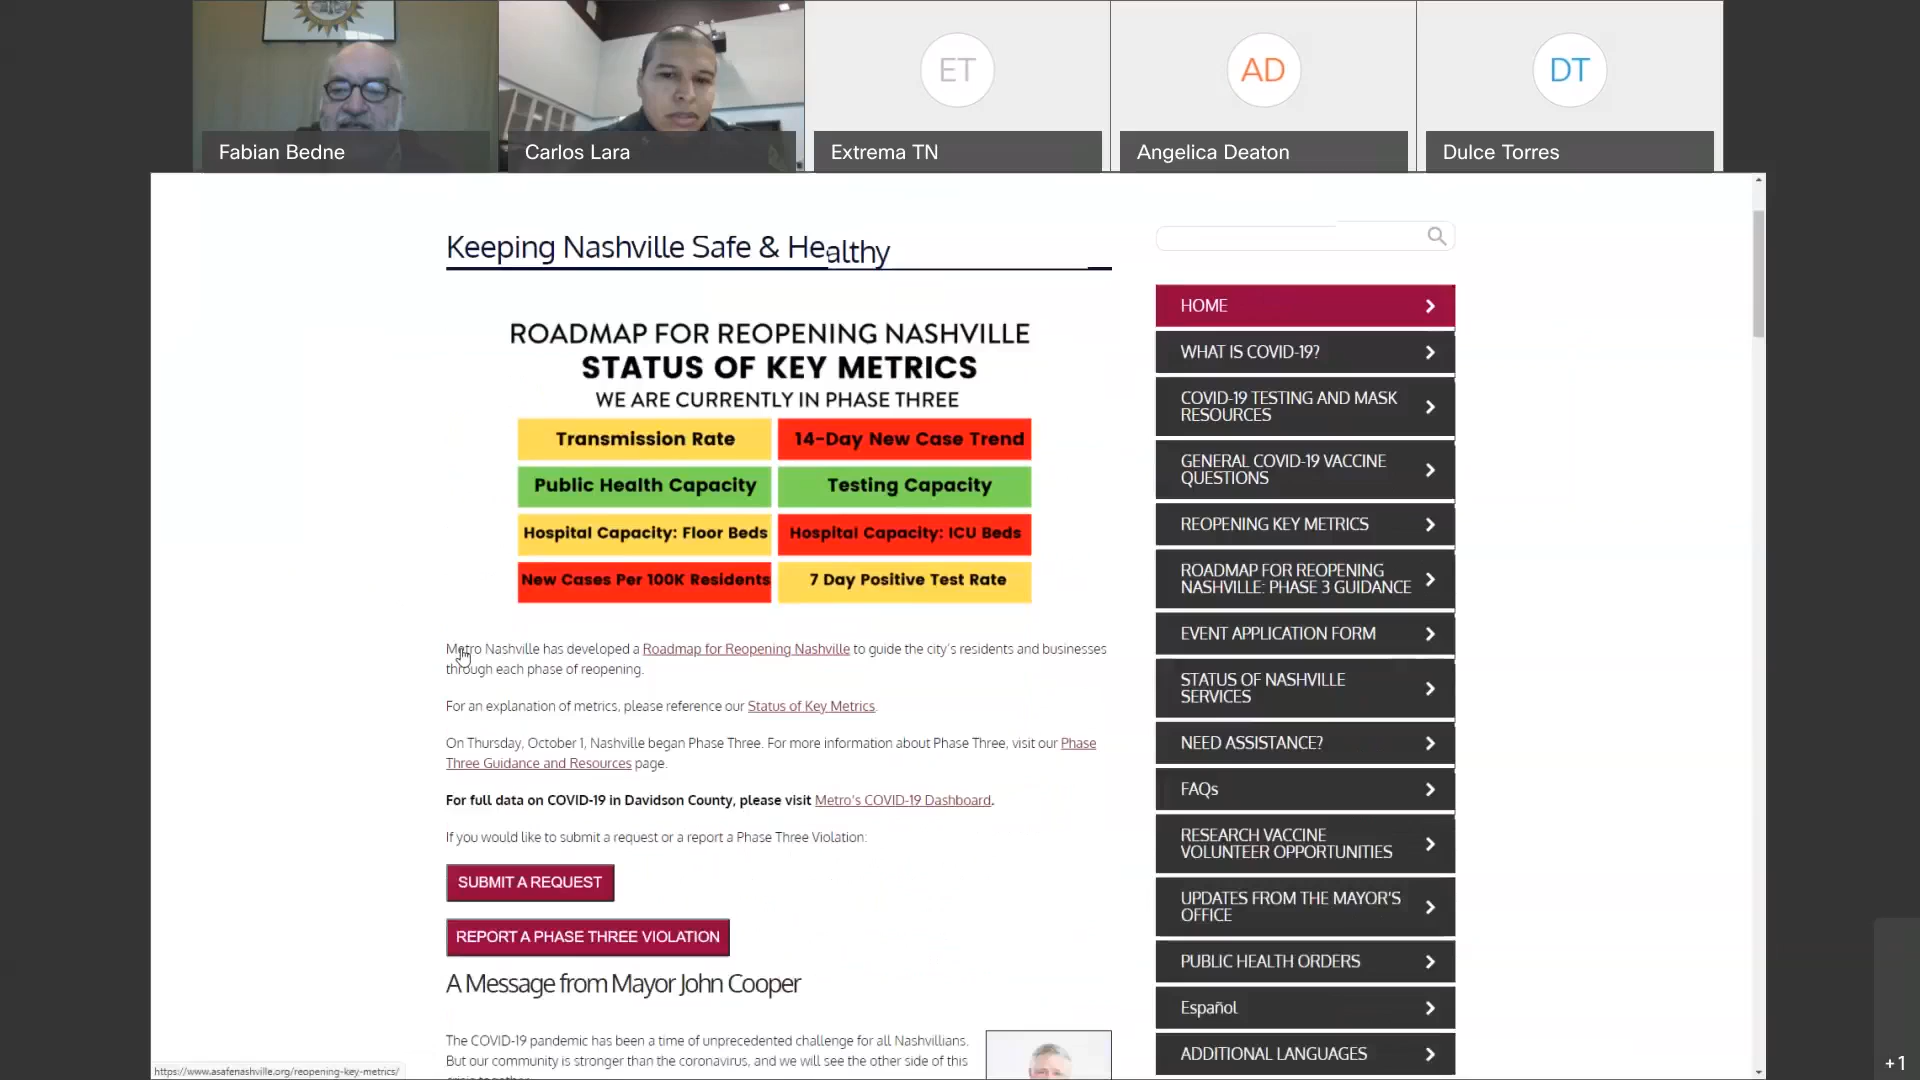 Fabian Bedne
Carlos Lara
ET
Extrema TN
AD
Angelica Deaton
DT
Dulce Torres
Keeping Nashville Safe & Healthy
ROADMAP FOR REOPENING NASHVILLE
STATUS OF KEY METRICS
WE ARE CURRENTLY IN PHASE THREE
Transmission Rate
14-Day New Case Trend
Public Health Capacity
Testing Capacity
Hospital Capacity: Floor Beds
Hospital Capacity: ICU Beds
New Cases Per 100K Residents
7 Day Positive Test Rate
Metro Nashville has developed a Roadmap for Reopening Nashville to guide the city's residents and businesses
through each phase of reopening.
For an explanation of metrics, please reference our Status of Key Metrics.
On Thursday, October 1, Nashville began Phase Three. For more information about Phase Three, visit our Phase
Three Guidance and Resources page.
For full data on COVID-19 in Davidson County, please visit Metro's COVID-19 Dashboard.
If you would like to submit a request or a report a Phase Three Violation:
SUBMIT A REQUEST
REPORT A PHASE THREE VIOLATION
A Message from Mayor John Cooper
The COVID-19 pandemic has been a time of unprecedented challenge for all Nashvillians.
But our community is stronger than the coronavirus, and we will see the other side of this
HOME
WHAT IS COVID-19?
COVID-19 TESTING AND MASK
RESOURCES
GENERAL COVID-19 VACCINE
QUESTIONS
REOPENING KEY METRICS
ROADMAP FOR REOPENING
NASHVILLE: PHASE 3 GUIDANCE
EVENT APPLICATION FORM
STATUS OF NASHVILLE
SERVICES
NEED ASSISTANCE?
FAQs
RESEARCH VACCINE
VOLUNTEER OPPORTUNITIES
UPDATES FROM THE MAYOR'S
OFFICE
PUBLIC HEALTH ORDERS
Español
ADDITIONAL LANGUAGES
https://www.asafenashville.org/reopening-key-metrics/
+1